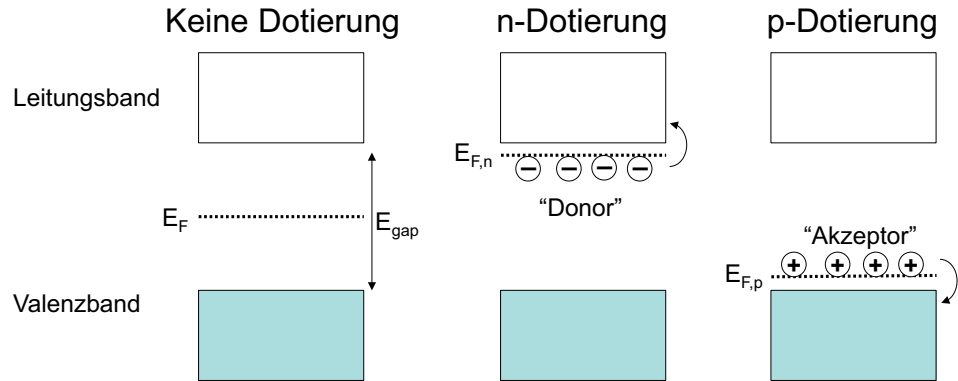 Keine Dotierung
n-Dotierung
p-Dotierung
Leitungsband
E_F,n
"Donor"
E_F
E_gap
"Akzeptor"
E_F,p
Valenzband